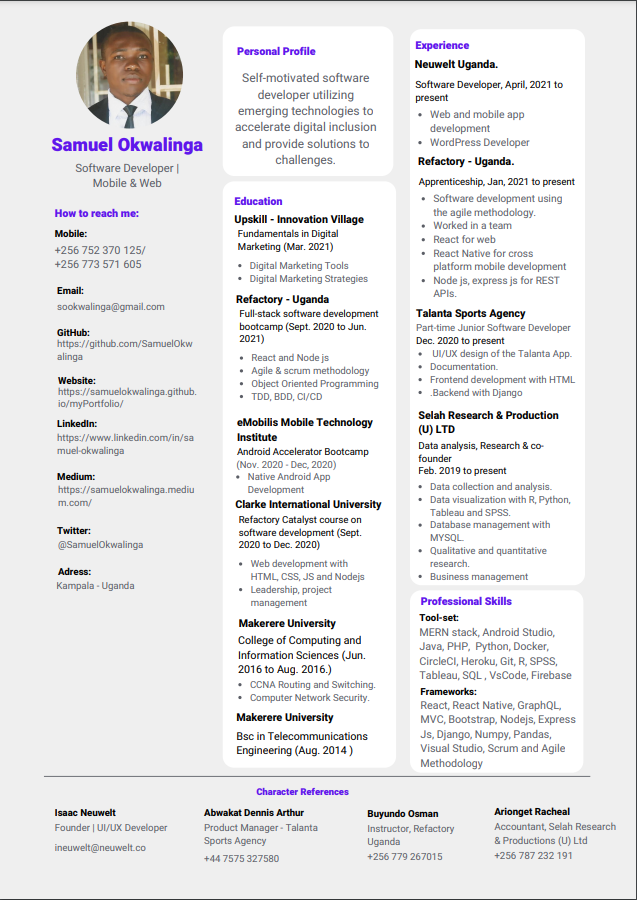 Samuel Okwalinga
Software Developer |
Mobile & Web
How to reach me:
Mobile:
+256 752 370 125/
+256 773 571 605
Email:
sookwalinga@gmail.com
GitHub:
https://github.com/SamuelOkw
alinga
Website:
https://samuelokwalinga.github.
io/myPortfolio/
LinkedIn:
https://www.linkedin.com/in/sa
muel-okwalinga
Medium:
https://samuelokwalinga.mediu
m.com/
Twitter:
@SamuelOkwalinga
Adress:
Kampala - Uganda
Personal Profile
Self-motivated software
developer utilizing
emerging technologies to
accelerate digital inclusion
and provide solutions to
challenges.
Education
Upskill - Innovation Village
Fundamentals in Digital
Marketing (Mar. 2021)
• Digital Marketing Tools
• Digital Marketing Strategies
Refactory - Uganda
Full-stack software development
bootcamp (Sept. 2020 to Jun.
2021)
• React and Node js
• Agile & scrum methodology
• Object Oriented Programming
• TDD, BDD, CI/CD
eMobilis Mobile Technology
Institute
Android Accelerator Bootcamp
(Nov. 2020 - Dec, 2020)
• Native Android App
Development
Clarke International University
Refactory Catalyst course on
software development (Sept.
2020 to Dec. 2020)
• Web development with
HTML, CSS, JS and Nodejs
• Leadership, project
management
Makerere University
College of Computing and
Information Sciences (Jun.
2016 to Aug. 2016.)
• CCNA Routing and Switching.
• Computer Network Security.
Makerere University
Bsc in Telecommunications
Engineering (Aug. 2014 )
Experience
Neuwelt Uganda.
Software Developer, April, 2021 to
present
• Web and mobile app
development
• WordPress Developer
Refactory - Uganda.
Apprenticeship, Jan, 2021 to present
• Software development using
the agile methodology.
• Worked in a team
• React for web
• React Native for cross
platform mobile development
• Node js, express js for REST
APIs.
Talanta Sports Agency
Part-time Junior Software Developer
Dec. 2020 to present
• UI/UX design of the Talanta App.
• Documentation.
• Frontend development with HTML
• .Backend with Django
Selah Research & Production
(U) LTD
Data analysis, Research & co-
founder
Feb. 2019 to present
• Data collection and analysis.
• Data visualization with R, Python,
Tableau and SPSS.
• Database management with
MYSQL.
• Qualitative and quantitative
research.
• Business management
Professional Skills
Tool-set:
MERN stack, Android Studio,
Java, PHP, Python, Docker,
CircleCI, Heroku, Git, R, SPSS,
Tableau, SQL , VsCode, Firebase
Frameworks:
React, React Native, GraphQL,
MVC, Bootstrap, Nodejs, Express
Js, Django, Numpy, Pandas,
Visual Studio, Scrum and Agile
Methodology
Character References
Isaac Neuwelt
Founder | UI/UX Developer
ineuwelt@neuwelt.co
Abwakat Dennis Arthur
Product Manager - Talanta
Sports Agency
+44 7575 327580
Buyundo Osman
Instructor, Refactory
Uganda
+256 779 267015
Arionget Racheal
Accountant, Selah Research
& Productions (U) Ltd
+256 787 232 191